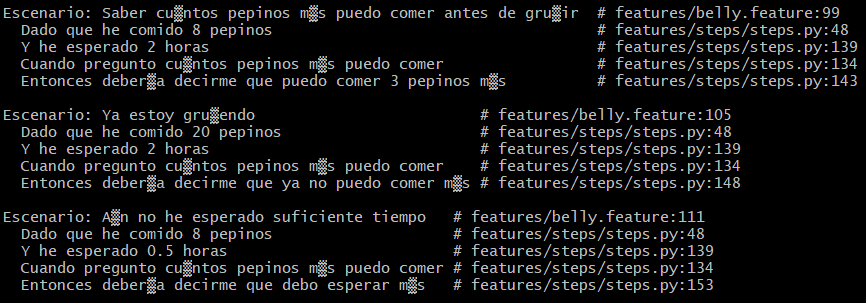 Escenario: Saber cu▒ntos pepinos m▒s puedo comer antes de gru▒ir # features/belly.feature:99
Dado que he comido 8 pepinos # features/steps/steps.py:48
Y he esperado 2 horas # features/steps/steps.py:139
Cuando pregunto cu▒ntos pepinos m▒s puedo comer # features/steps/steps.py:134
Entonces deber▒a decirme que puedo comer 3 pepinos m▒s # features/steps/steps.py:143
Escenario: Ya estoy gru▒endo # features/belly.feature:105
Dado que he comido 20 pepinos # features/steps/steps.py:48
Y he esperado 2 horas # features/steps/steps.py:139
Cuando pregunto cu▒ntos pepinos m▒s puedo comer # features/steps/steps.py:134
Entonces deber▒a decirme que ya no puedo comer m▒s # features/steps/steps.py:148
Escenario: A▒n no he esperado suficiente tiempo # features/belly.feature:111
Dado que he comido 8 pepinos # features/steps/steps.py:48
Y he esperado 0.5 horas # features/steps/steps.py:139
Cuando pregunto cu▒ntos pepinos m▒s puedo comer # features/steps/steps.py:134
Entonces deber▒a decirme que debo esperar m▒s # features/steps/steps.py:153